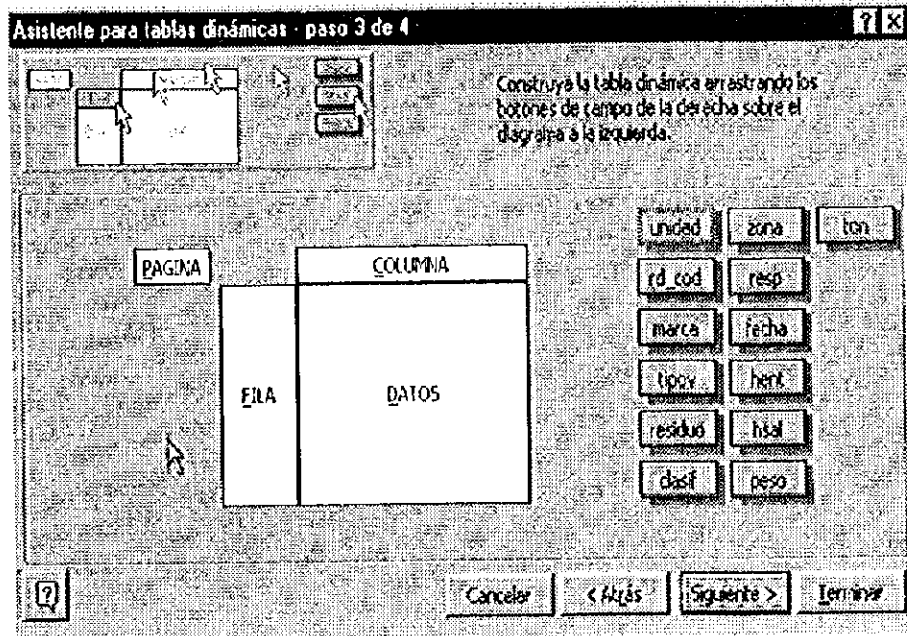 Asistente para tablas dinámicas - paso 3 de 4
Construya la tabla dinámica arrastrando los
botones de campo de la derecha sobre el
diagrama a la izquierda.
PAGINA
COLUMNA
FILA
DATOS
unidad zona ton
rd_cod resp
marca fecha
tipov hent
residuo hsal
clasif peso
Cancelar < Atrás Siguiente > Terminar